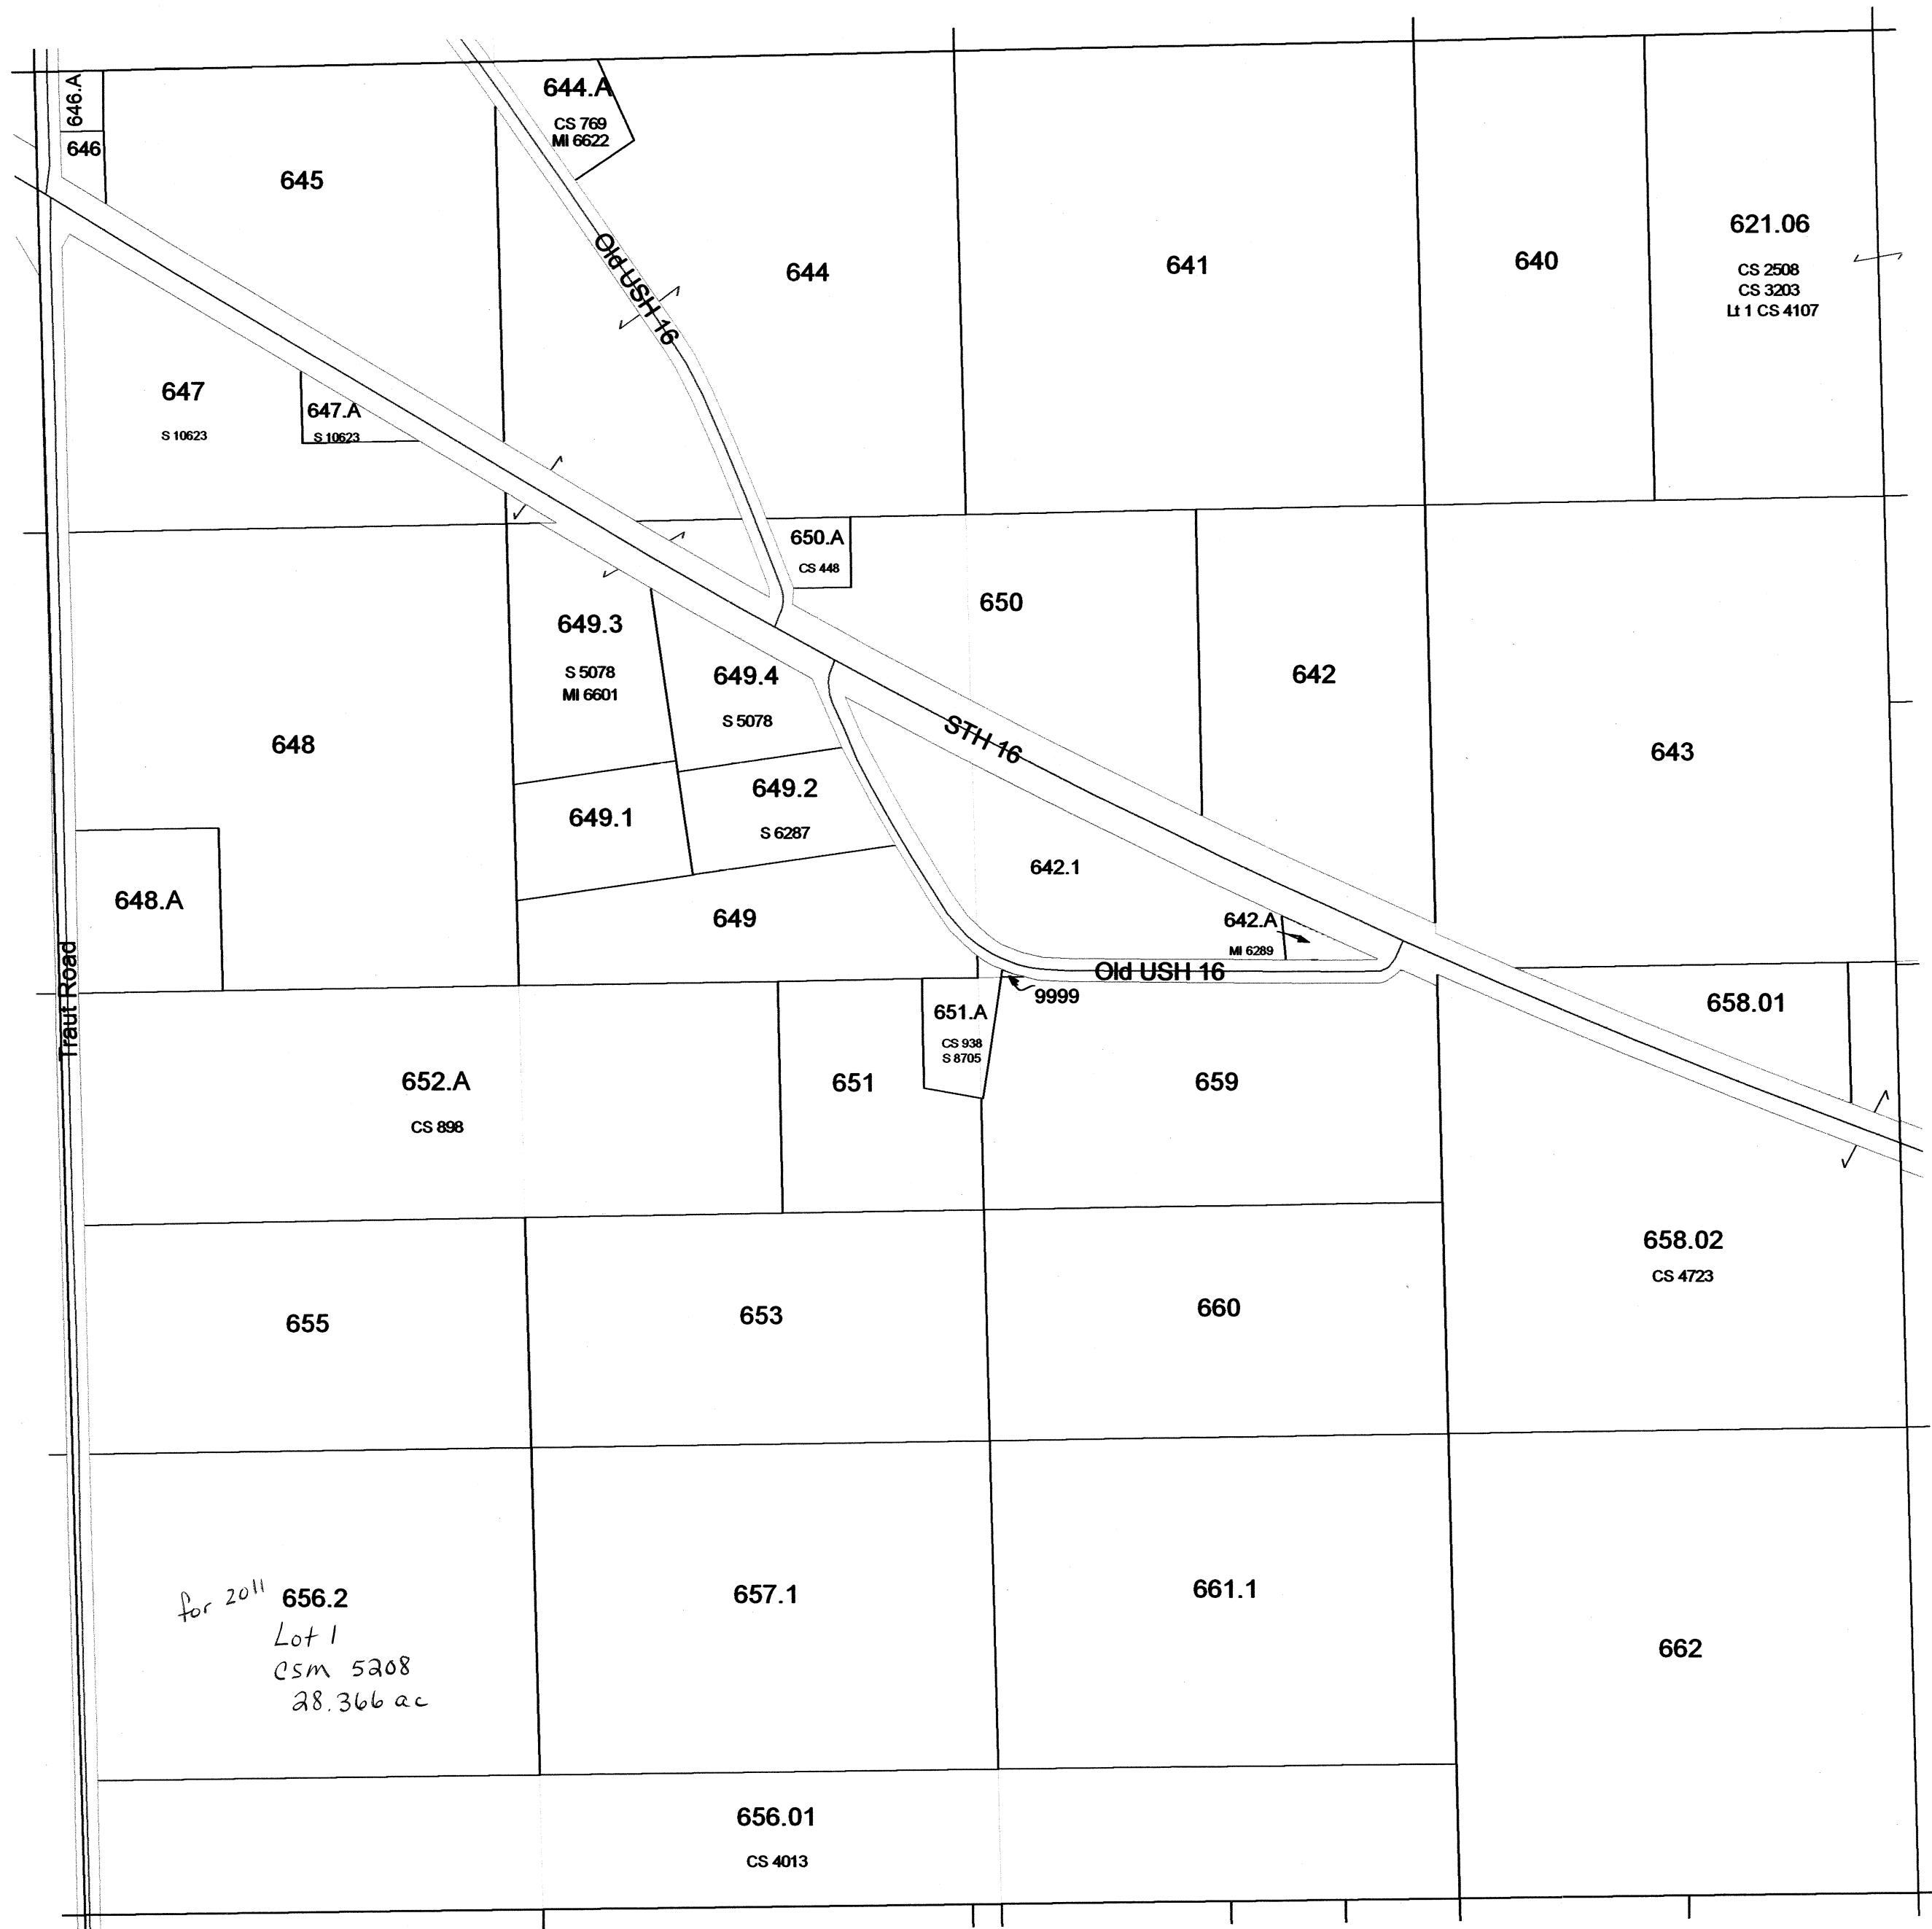 646.A
646
645
644.A
CS 769
MI 6622
Old USH 16
644
641
640
621.06
CS 2508
CS 3203
Lt 1 CS 4107
647
S 10623
647.A
S 10623
650.A
CS 448
650
642
643
649.3
S 5078
MI 6601
649.4
S 5078
STH 16
648
649.1
649.2
S 6287
648.A
649
642.1
642.A
MI 6289
Old USH 16
9999
Traut Road
652.A
CS 898
651
651.A
CS 938
S 8705
659
658.01
658.02
CS 4723
655
653
660
for 2011 656.2
Lot 1
CSM 5208
28.366 ac
657.1
661.1
662
656.01
CS 4013